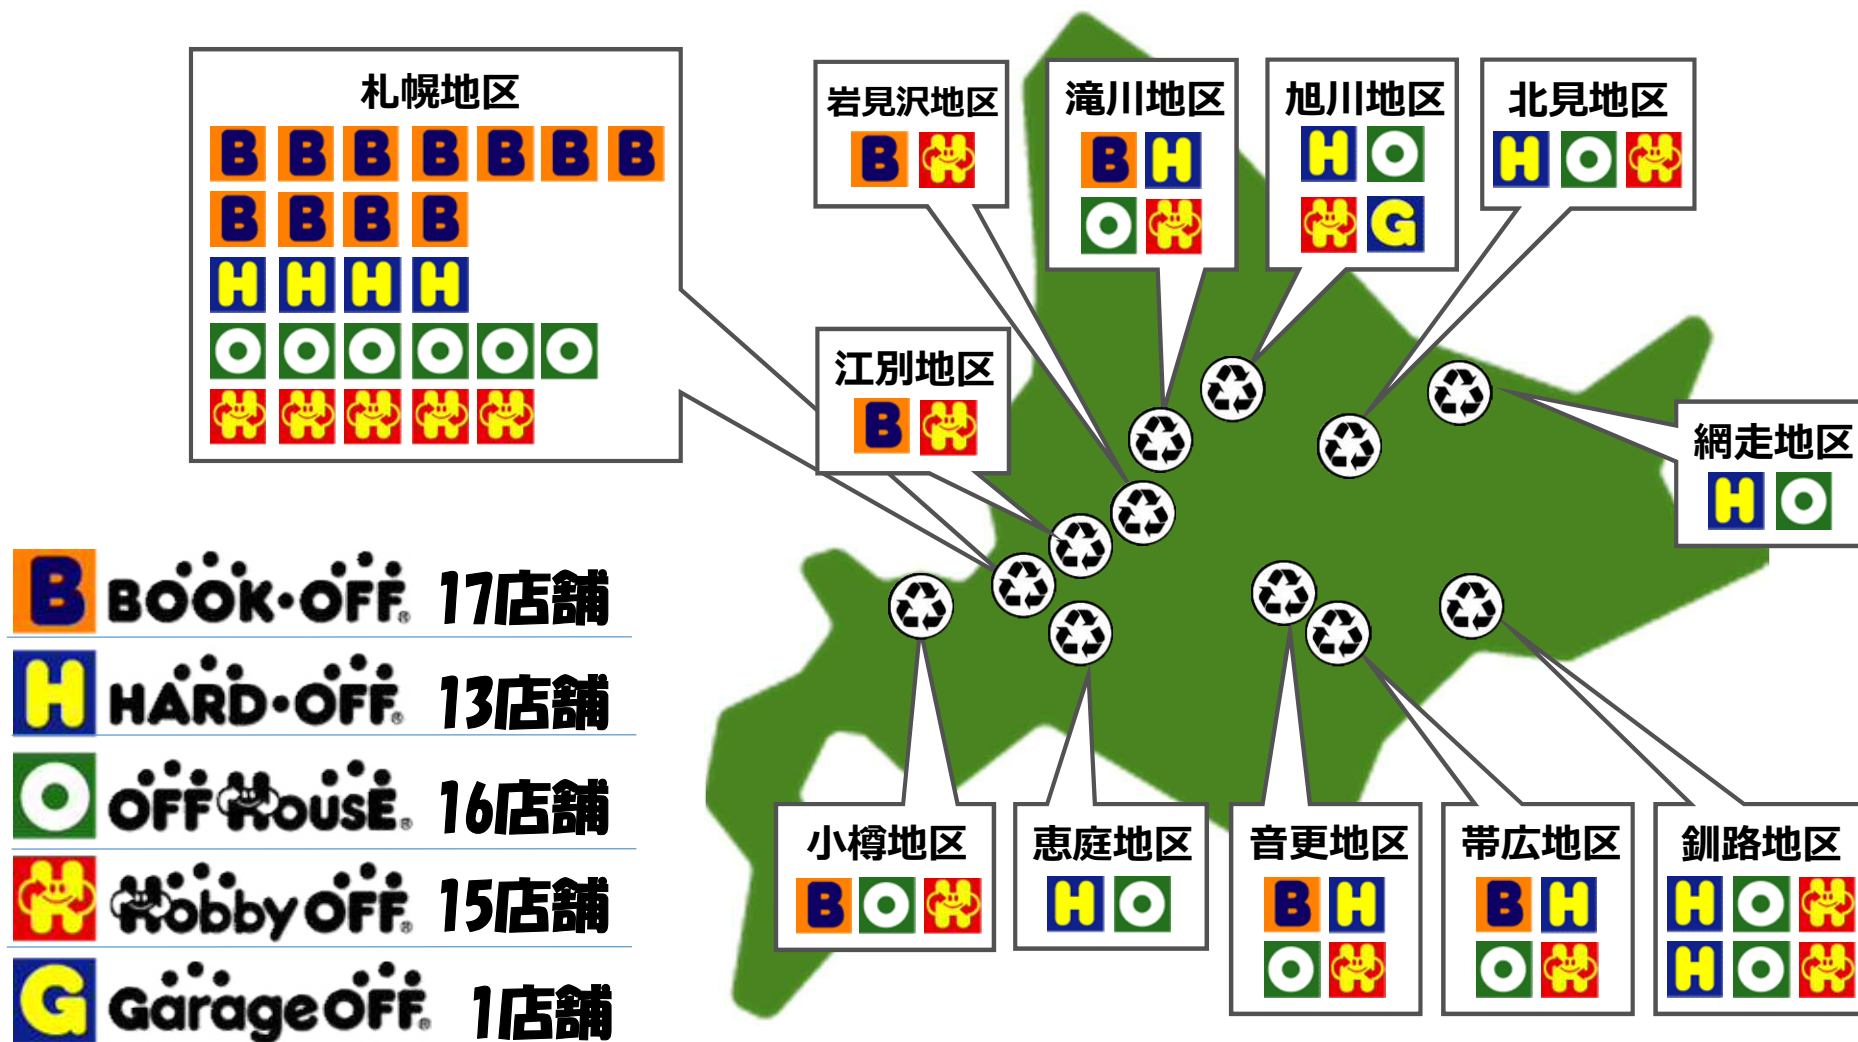 札幌地区
B B B B B B B
B B B B
H H H H
O O O O O O
H H H H H
岩見沢地区
B H
滝川地区
B H
O H
旭川地区
H O
H G
北見地区
H O H
江別地区
B H
網走地区
H O
小樽地区
B O H
恵庭地区
H O
音更地区
B H
O H
帯広地区
B H
O H
釧路地区
H O H
H O H
B BOOK・OFF® 17店舗
H HARD・OFF® 13店舗
O OFF HousE® 16店舗
H Hobby OFF® 15店舗
G Garage OFF® 1店舗